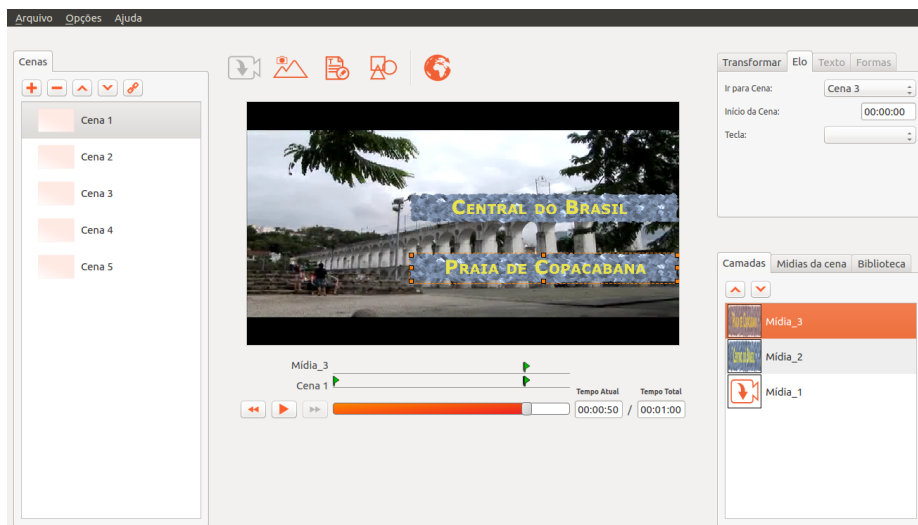 Arquivo Opções Ajuda
Cenas
Cena 1
Cena 2
Cena 3
Cena 4
Cena 5
CENTRAL DO BRASIL
PRAIA DE COPACABANA
Mídia_3
Cena 1
Tempo Atual Tempo Total
00:00:50 / 00:01:00
Transformar Elo Texto Formas
Ir para Cena: Cena 3
Início da Cena: 00:00:00
Tecla:
Camadas Mídias da cena Biblioteca
Mídia_3
Mídia_2
Mídia_1